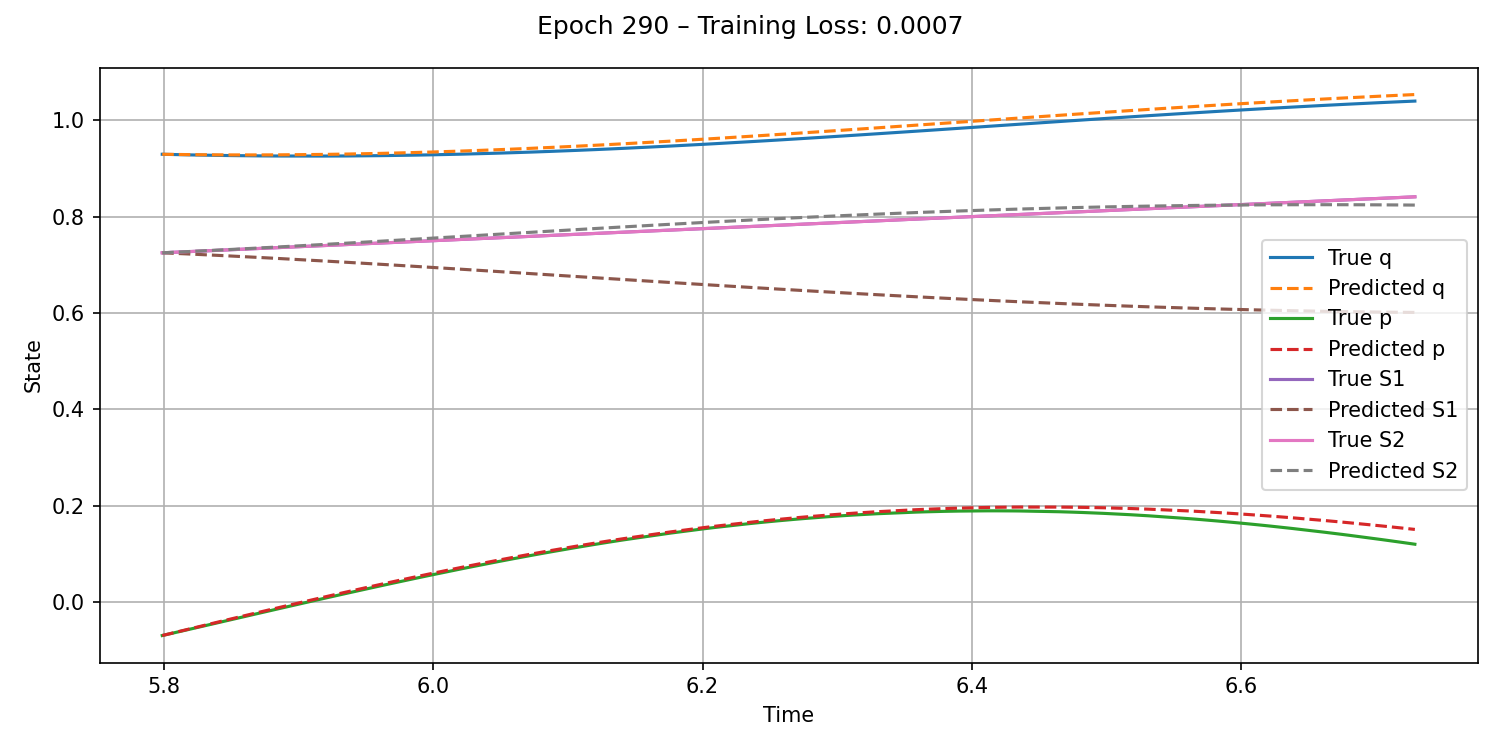 Epoch 290 – Training Loss: 0.0007
1.0
0.8
0.6
0.4
0.2
0.0
State
True q
Predicted q
True p
Predicted p
True S1
Predicted S1
True S2
Predicted S2
5.8
6.0
6.2
6.4
6.6
Time